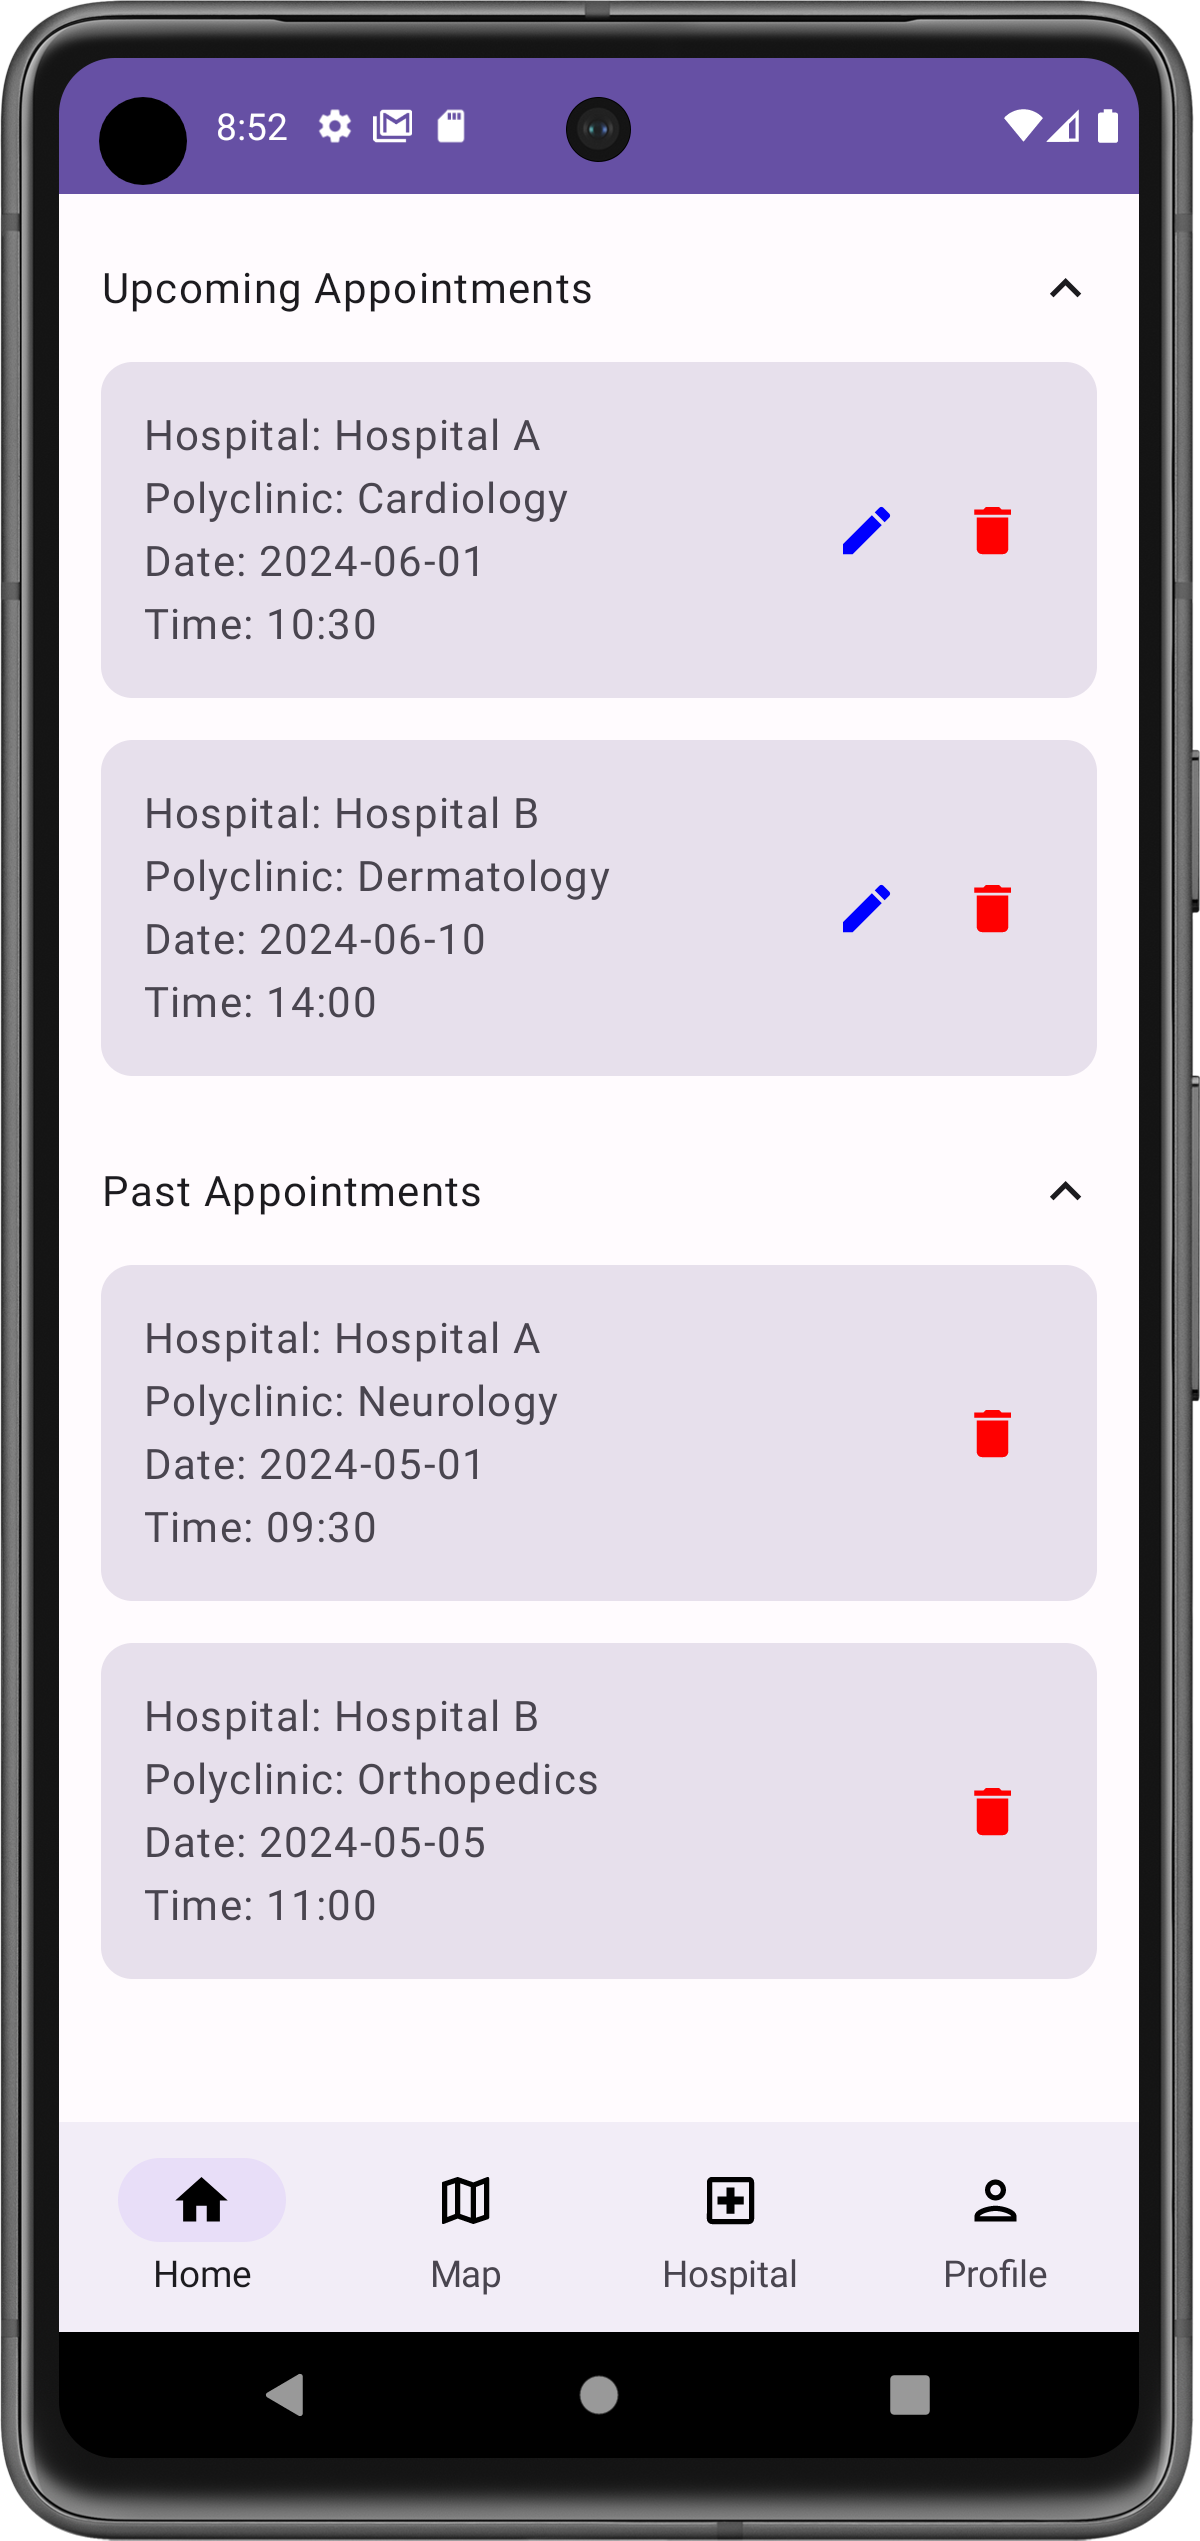 8:52
Upcoming Appointments
Hospital: Hospital A
Polyclinic: Cardiology
Date: 2024-06-01
Time: 10:30
Hospital: Hospital B
Polyclinic: Dermatology
Date: 2024-06-10
Time: 14:00
Past Appointments
Hospital: Hospital A
Polyclinic: Neurology
Date: 2024-05-01
Time: 09:30
Hospital: Hospital B
Polyclinic: Orthopedics
Date: 2024-05-05
Time: 11:00
Home Map Hospital Profile